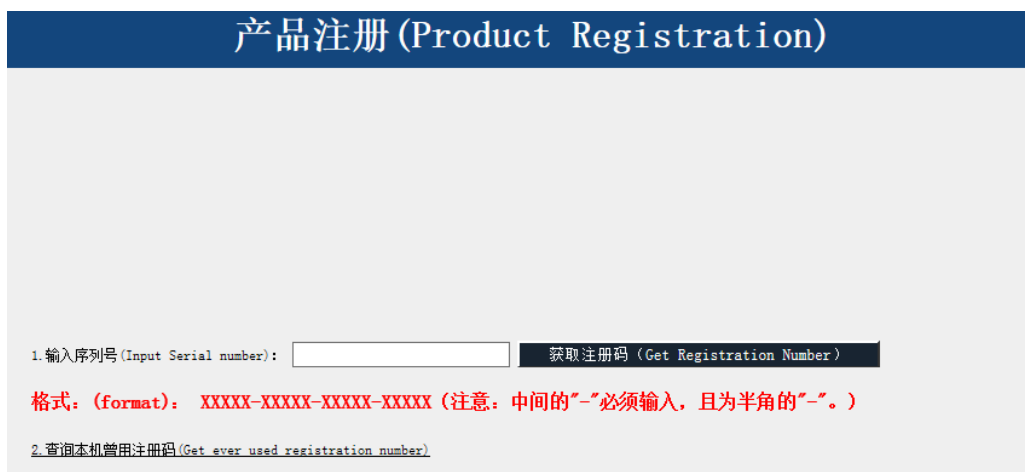 产品注册(Product Registration)
1.输入序列号(Input Serial number): 获取注册码（Get Registration Number）
格式: (format): XXXXX-XXXXX-XXXXX-XXXXX（注意: 中间的"-"必须输入，且为半角的"-"。）
2.查询本机曾用注册码(Get ever used registration number)